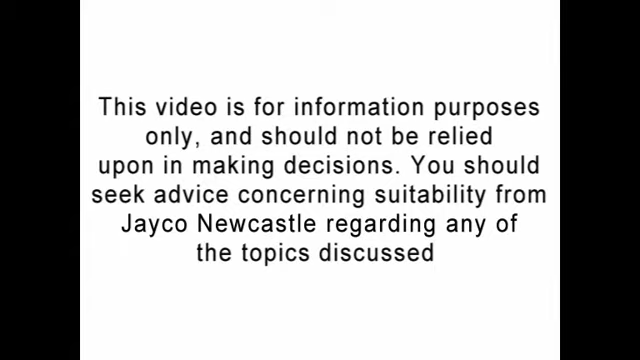 This video is for information purposes
only, and should not be relied
upon in making decisions. You should
seek advice concerning suitability from
Jayco Newcastle regarding any of
the topics discussed